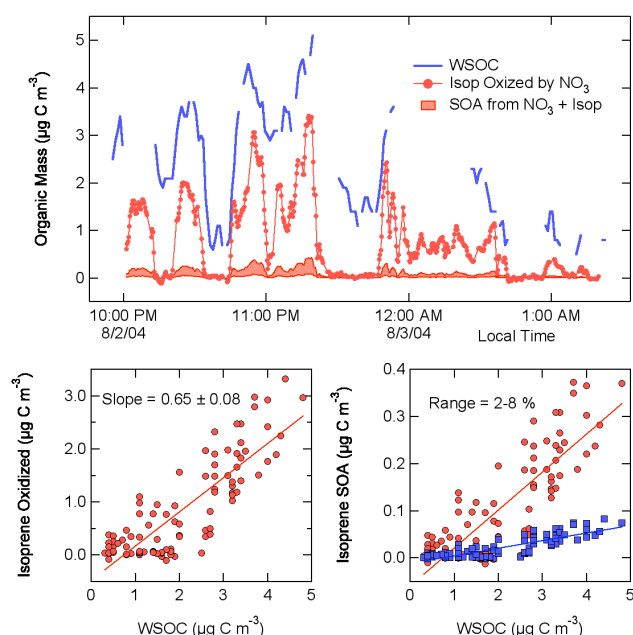 Organic Mass (µg C m⁻³)
5
4
3
2
1
0
WSOC
Isop Oxized by NO₃
SOA from NO₃ + Isop
10:00 PM 11:00 PM 12:00 AM 1:00 AM
8/2/04 8/3/04 Local Time
Isoprene Oxidized (µg C m⁻³)
3.0
2.0
1.0
0.0
Slope = 0.65 ± 0.08
0 1 2 3 4 5
WSOC (µg C m⁻³)
Isoprene SOA (µg C m⁻³)
0.4
0.3
0.2
0.1
0.0
Range = 2-8 %
0 1 2 3 4 5
WSOC (µg C m⁻³)